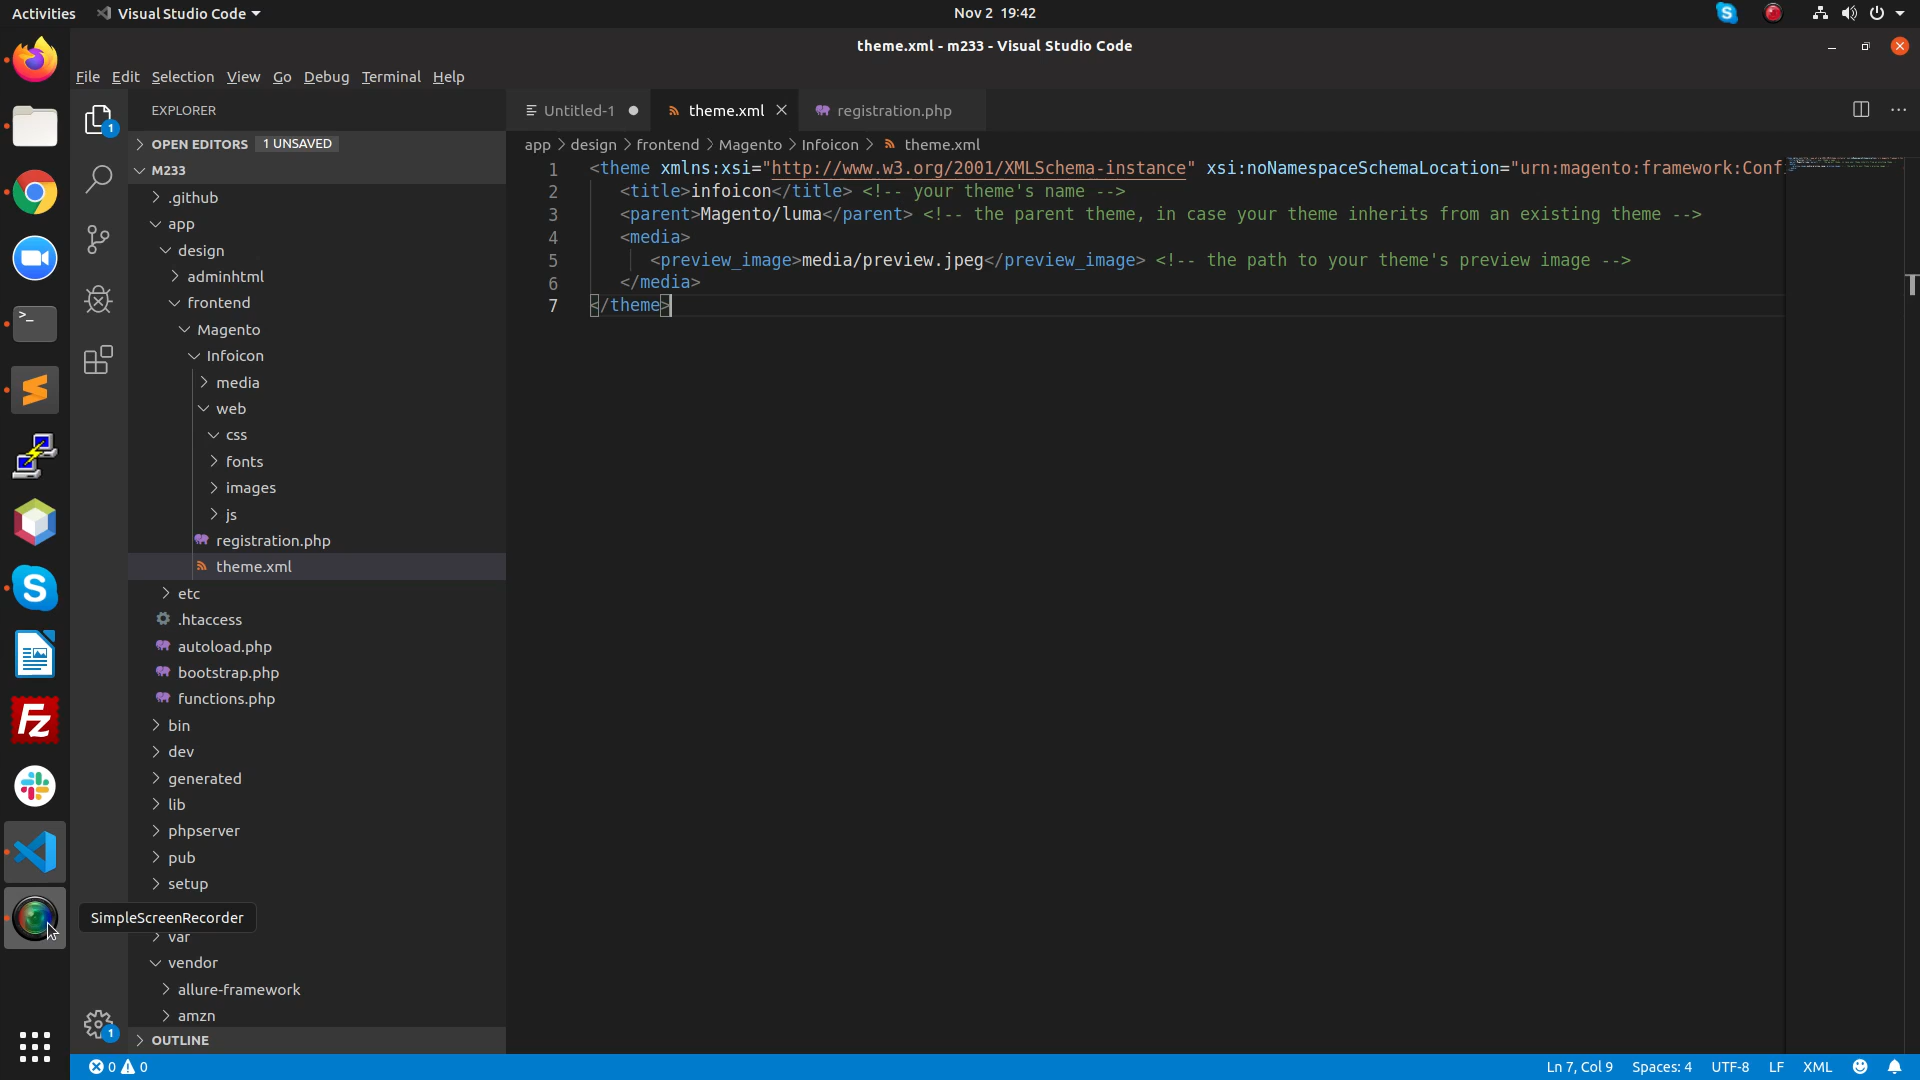 Activities Visual Studio Code Nov 2 19:42
theme.xml - m233 - Visual Studio Code
File Edit Selection View Go Debug Terminal Help
EXPLORER
Untitled-1 theme.xml registration.php
OPEN EDITORS 1 UNSAVED
app > design > frontend > Magento > Infoicon > theme.xml
M233
.github
app
design
adminhtml
frontend
Magento
Infoicon
media
web
css
fonts
images
js
registration.php
theme.xml
etc
.htaccess
autoload.php
bootstrap.php
functions.php
bin
dev
generated
lib
phpserver
pub
setup
SimpleScreenRecorder
var
vendor
allure-framework
amzn
OUTLINE
1 <theme xmlns:xsi="http://www.w3.org/2001/XMLSchema-instance" xsi:noNamespaceSchemaLocation="urn:magento:framework:Conf
2 <title>infoicon</title> <!-- your theme's name -->
3 <parent>Magento/luma</parent> <!-- the parent theme, in case your theme inherits from an existing theme -->
4 <media>
5 <preview_image>media/preview.jpeg</preview_image> <!-- the path to your theme's preview image -->
6 </media>
7 </theme>
1
1
0 0 Ln 7, Col 9 Spaces: 4 UTF-8 LF XML